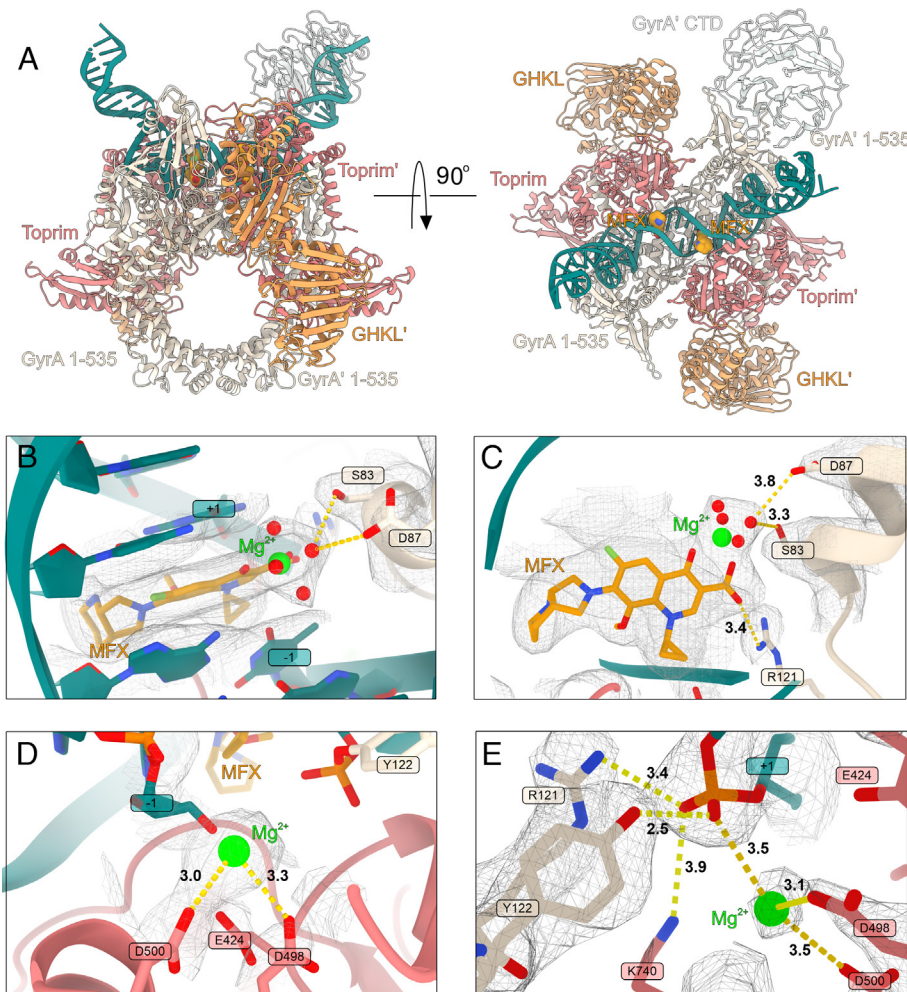 A
GyrA' CTD
GHKL
GyrA' 1-535
Toprim'
90°
Toprim
MFX
MFX'
Toprim
Toprim'
GHKL'
GyrA 1-535
GyrA 1-535
GyrA' 1-535
GHKL'
B
S83
+1
Mg²⁺
D87
MFX
-1
C
D87
3.8
3.3
Mg²⁺
S83
MFX
3.4
R121
D
MFX
Y122
-1
Mg²⁺
3.0
3.3
D500
E424
D498
E
3.4
+1
E424
R121
2.5
3.5
3.9
3.1
Y122
Mg²⁺
D498
3.5
K740
D500